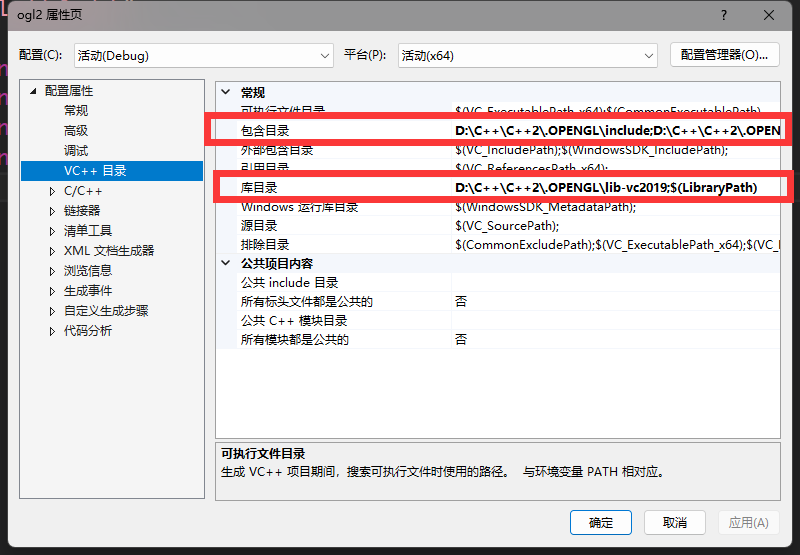 ogl2 属性页
配置(C): 活动(Debug) 平台(P): 活动(x64) 配置管理器(O)...
配置属性
常规
高级
调试
VC++ 目录
C/C++
链接器
清单工具
XML 文档生成器
浏览信息
生成事件
自定义生成步骤
代码分析
常规
可执行文件目录 $(VC_ExecutablePath_x64);$(CommonExecutablePath)
包含目录 D:\C++\C++2\.OPENGL\include;D:\C++\C++2\.OPEN
外部包含目录 $(VC_IncludePath);$(WindowsSDK_IncludePath);
引用目录 $(VC_ReferencesPath_x64);
库目录 D:\C++\C++2\.OPENGL\lib-vc2019;$(LibraryPath)
Windows 运行库目录 $(WindowsSDK_MetadataPath);
源目录 $(VC_SourcePath);
排除目录 $(CommonExcludePath);$(VC_ExecutablePath_x64);$(VC_l
公共项目内容
公共 include 目录
所有标头文件都是公共的 否
公共 C++ 模块目录
所有模块都是公共的 否
可执行文件目录
生成 VC++ 项目期间，搜索可执行文件时使用的路径。 与环境变量 PATH 相对应。
确定 取消 应用(A)